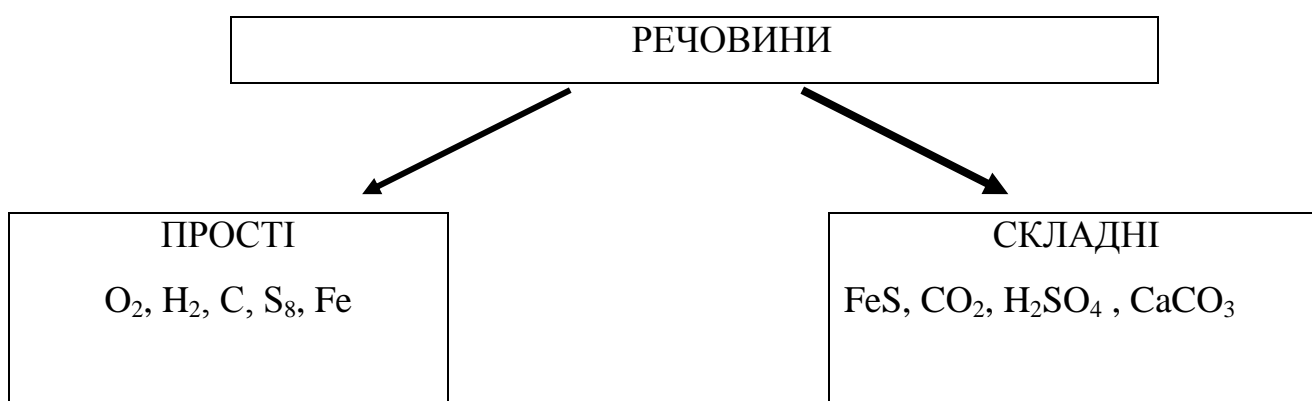 РЕЧОВИНИ
ПРОСТІ
O₂, H₂, C, S₈, Fe
СКЛАДНІ
FeS, CO₂, H₂SO₄ , CaCO₃